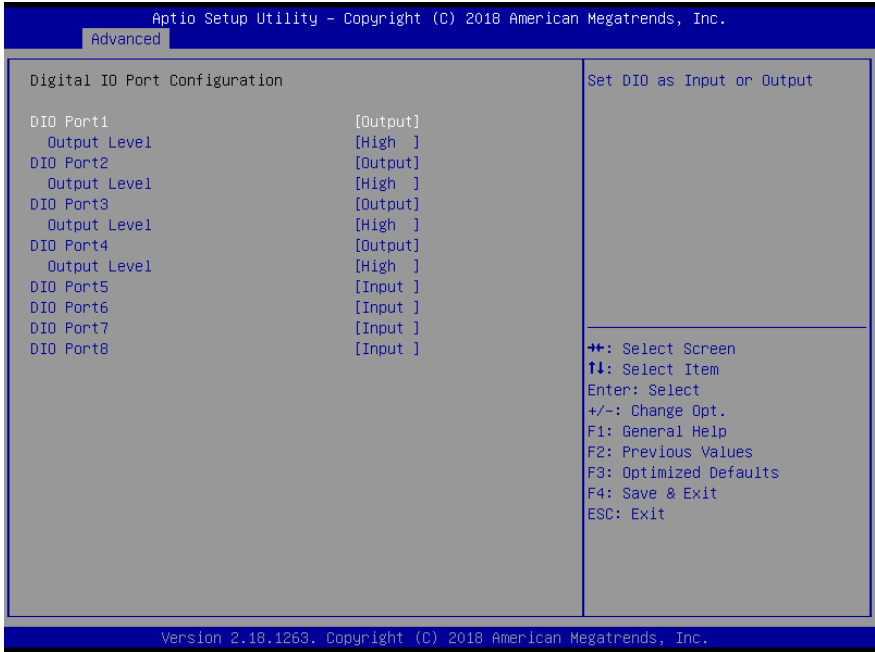 Aptio Setup Utility – Copyright (C) 2018 American Megatrends, Inc.
Advanced
Digital IO Port Configuration
DIO Port1 [Output]
Output Level [High ]
DIO Port2 [Output]
Output Level [High ]
DIO Port3 [Output]
Output Level [High ]
DIO Port4 [Output]
Output Level [High ]
DIO Port5 [Input ]
DIO Port6 [Input ]
DIO Port7 [Input ]
DIO Port8 [Input ]
Set DIO as Input or Output
→←: Select Screen
↑↓: Select Item
Enter: Select
+/-: Change Opt.
F1: General Help
F2: Previous Values
F3: Optimized Defaults
F4: Save & Exit
ESC: Exit
Version 2.18.1263. Copyright (C) 2018 American Megatrends, Inc.